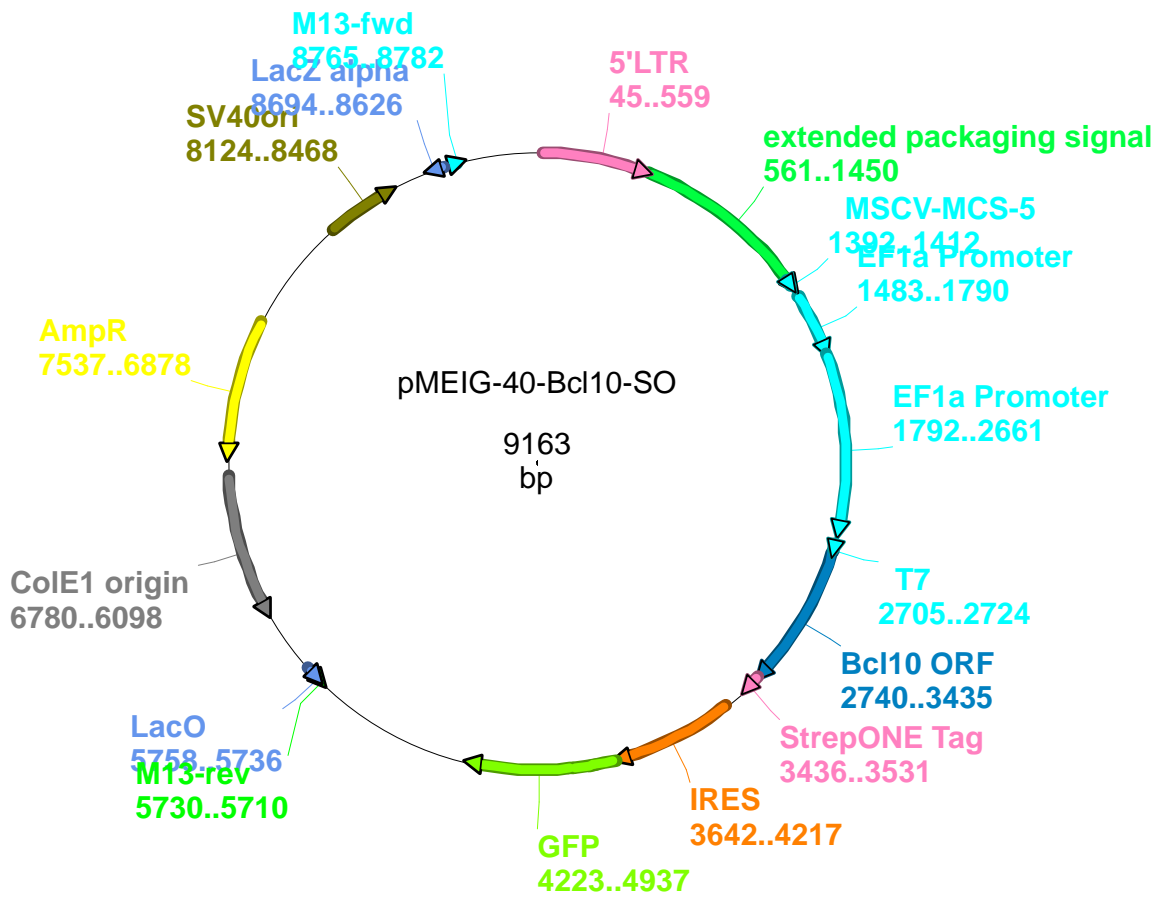 M13-fwd
8765..8782
LacZ alpha
8694..8626
SV40ori
8124..8468
5'LTR
45..559
extended packaging signal
561..1450
MSCV-MCS-5
1392..1412
EF1a Promoter
1483..1790
AmpR
7537..6878
pMEIG-40-Bcl10-SO
9163
bp
EF1a Promoter
1792..2661
ColE1 origin
6780..6098
T7
2705..2724
Bcl10 ORF
2740..3435
StrepONE Tag
3436..3531
LacO
5758..5736
M13-rev
5730..5710
IRES
3642..4217
GFP
4223..4937